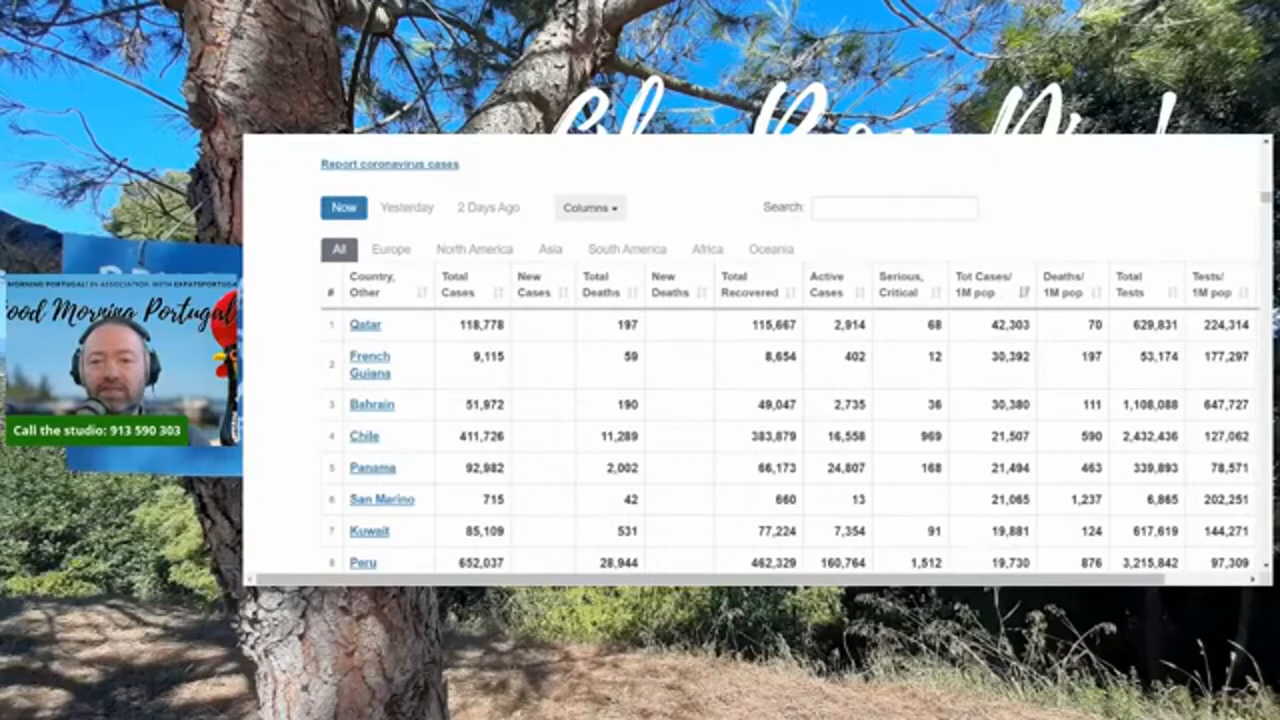 Report coronavirus cases
Now Yesterday 2 Days Ago Columns Search:
All Europe North America Asia South America Africa Oceania
# Country, Other Total Cases New Cases Total Deaths New Deaths Total Recovered Active Cases Serious, Critical Tot Cases/ 1M pop Deaths/ 1M pop Total Tests Tests/ 1M pop
1 Qatar 118,778 197 115,667 2,914 68 42,303 70 629,831 224,314
2 French Guiana 9,115 59 8,654 402 12 30,392 197 53,174 177,297
3 Bahrain 51,972 190 49,047 2,735 36 30,380 111 1,108,088 647,727
4 Chile 411,726 11,289 383,879 16,558 969 21,507 590 2,432,436 127,062
5 Panama 92,982 2,002 66,173 24,807 168 21,494 463 339,893 78,571
6 San Marino 715 42 660 13 21,065 1,237 6,865 202,251
7 Kuwait 85,109 531 77,224 7,354 91 19,881 124 617,619 144,271
8 Peru 652,037 28,944 462,329 160,764 1,512 19,730 876 3,215,842 97,309
MORNING PORTUGAL! IN ASSOCIATION WITH EXPATSPORTUGA
ood Morning Portugal
Call the studio: 913 590 303